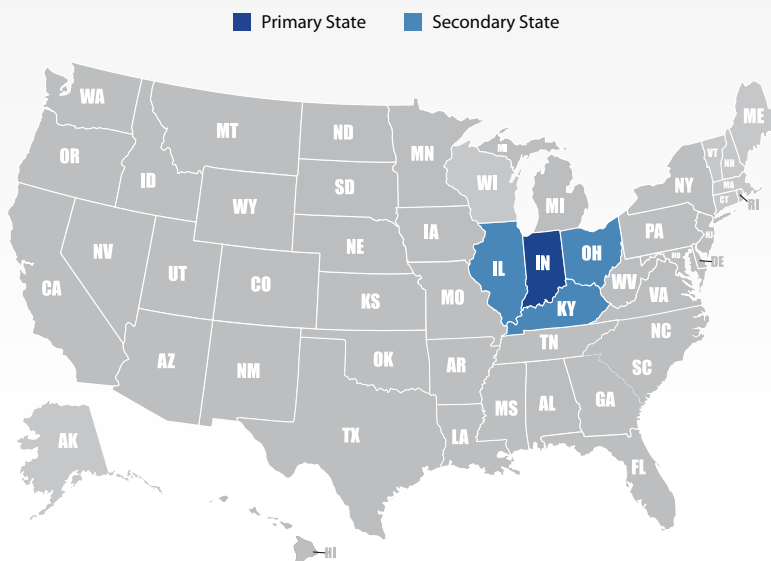 Primary State Secondary State
WA
MT
ND
MN
MI
ME
OR
ID
SD
WI
MI
VT
NH
NY
MA
CT
RI
WY
IA
NE
NV
UT
CO
CA
IL
IN
OH
PA
NJ
MD
DE
WV
VA
KS
MO
KY
NC
TN
AZ
NM
OK
AR
SC
MS
AL
GA
TX
LA
AK
FL
HI